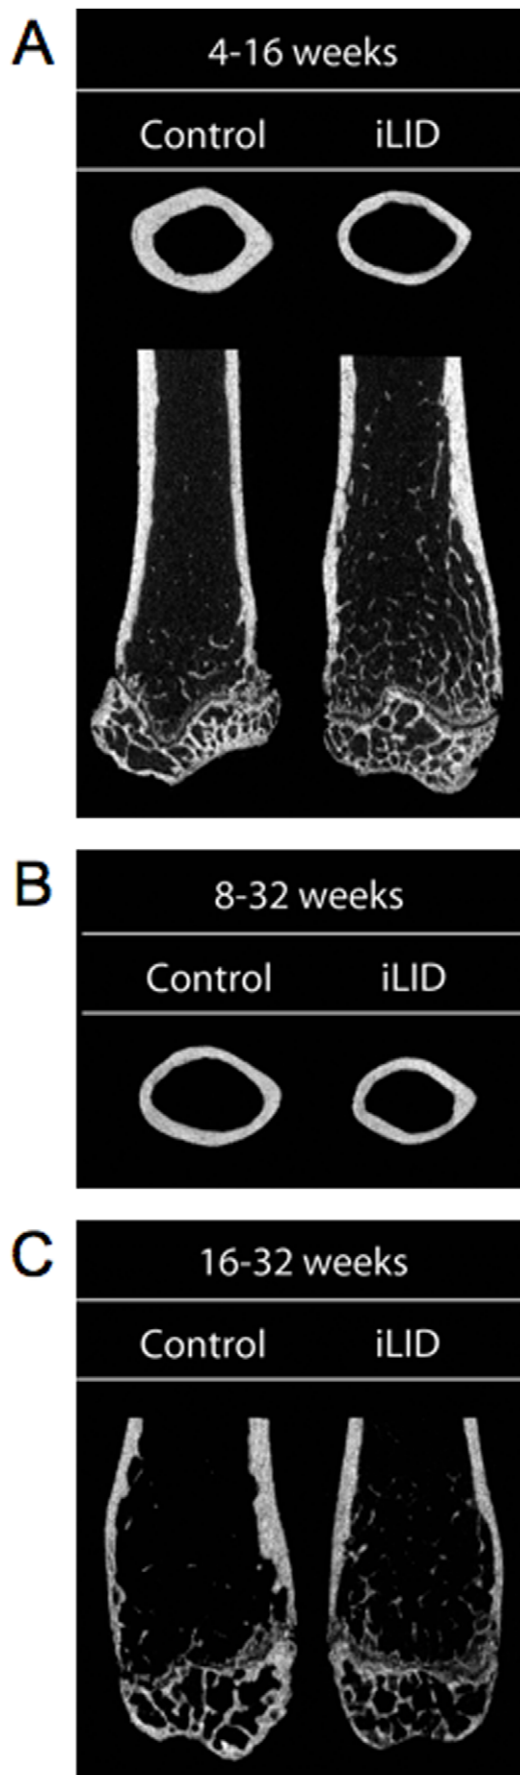 A
4-16 weeks
Control iLID
B
8-32 weeks
Control iLID
C
16-32 weeks
Control iLID